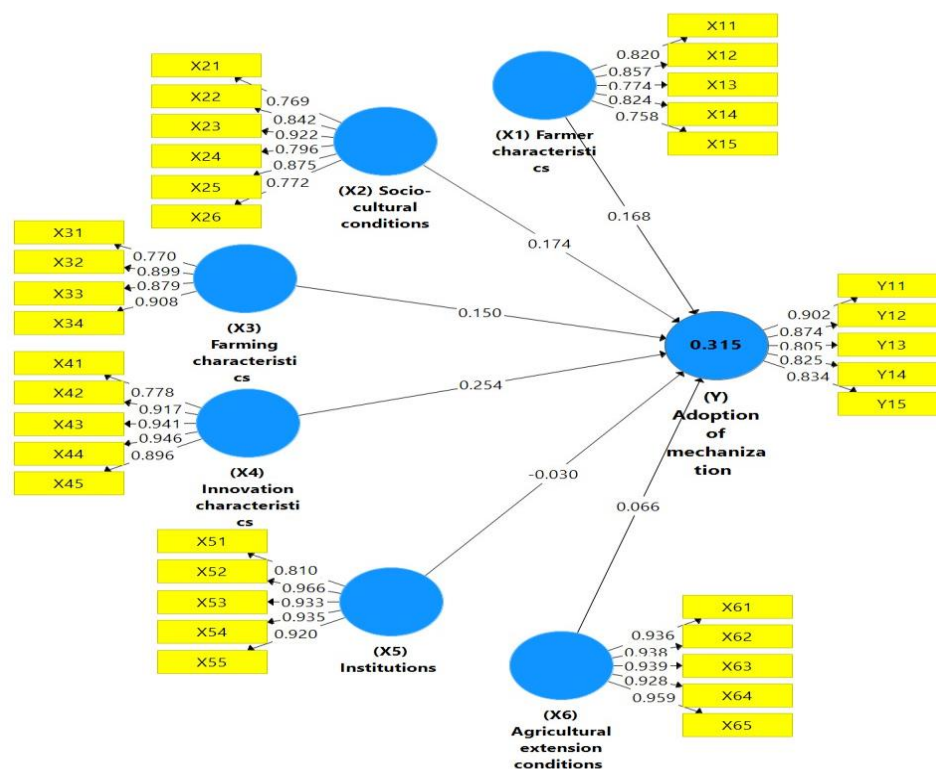 X11
X12
X13
X14
X15
0.820
0.857
0.774
0.824
0.758
(X1) Farmer
characteristi
cs
0.168
X21
X22
X23
X24
X25
X26
0.769
0.842
0.922
0.796
0.875
0.772
(X2) Socio-
cultural
conditions
0.174
X31
X32
X33
X34
0.770
0.899
0.879
0.908
(X3)
Farming
characteristi
cs
0.150
X41
X42
X43
X44
X45
0.778
0.917
0.941
0.946
0.896
(X4)
Innovation
characteristi
cs
0.254
Y11
Y12
Y13
Y14
Y15
0.902
0.874
0.805
0.825
0.834
0.315
(Y)
Adoption
of
mechaniza
tion
-0.030
0.066
X51
X52
X53
X54
X55
0.810
0.966
0.933
0.935
0.920
(X5)
Institutions
X61
X62
X63
X64
X65
0.936
0.938
0.939
0.928
0.959
(X6)
Agricultural
extension
conditions